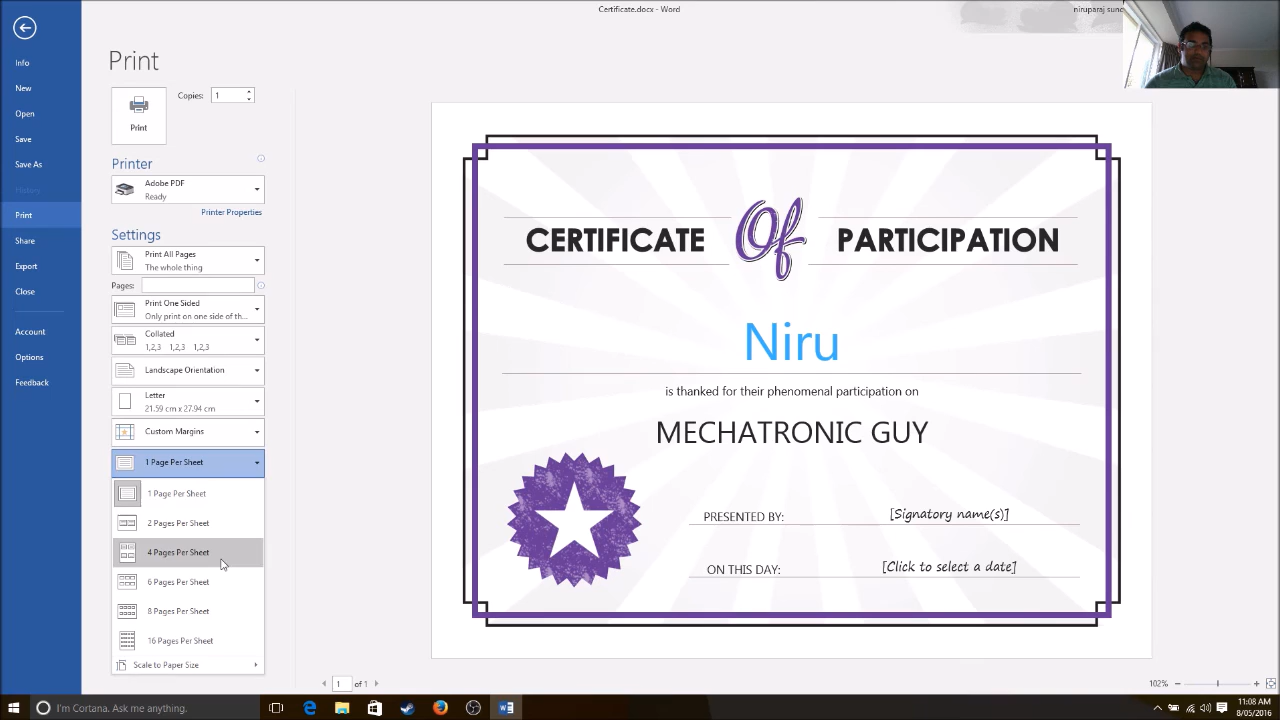 Certificate.docx - Word
niruparaj sund
Info
New
Open
Save
Save As
History
Print
Share
Export
Close
Account
Options
Feedback
Print
Print
Copies: 1
Printer
Adobe PDF
Ready
Printer Properties
Settings
Print All Pages
The whole thing
Pages:
Print One Sided
Only print on one side of th...
Collated
1,2,3 1,2,3 1,2,3
Landscape Orientation
Letter
21.59 cm x 27.94 cm
Custom Margins
1 Page Per Sheet
1 Page Per Sheet
2 Pages Per Sheet
4 Pages Per Sheet
6 Pages Per Sheet
8 Pages Per Sheet
16 Pages Per Sheet
Scale to Paper Size
CERTIFICATE Of PARTICIPATION
Niru
is thanked for their phenomenal participation on
MECHATRONIC GUY
PRESENTED BY: [Signatory name(s)]
ON THIS DAY: [Click to select a date]
1 of 1
102%
I'm Cortana. Ask me anything.
11:08 AM
8/05/2016